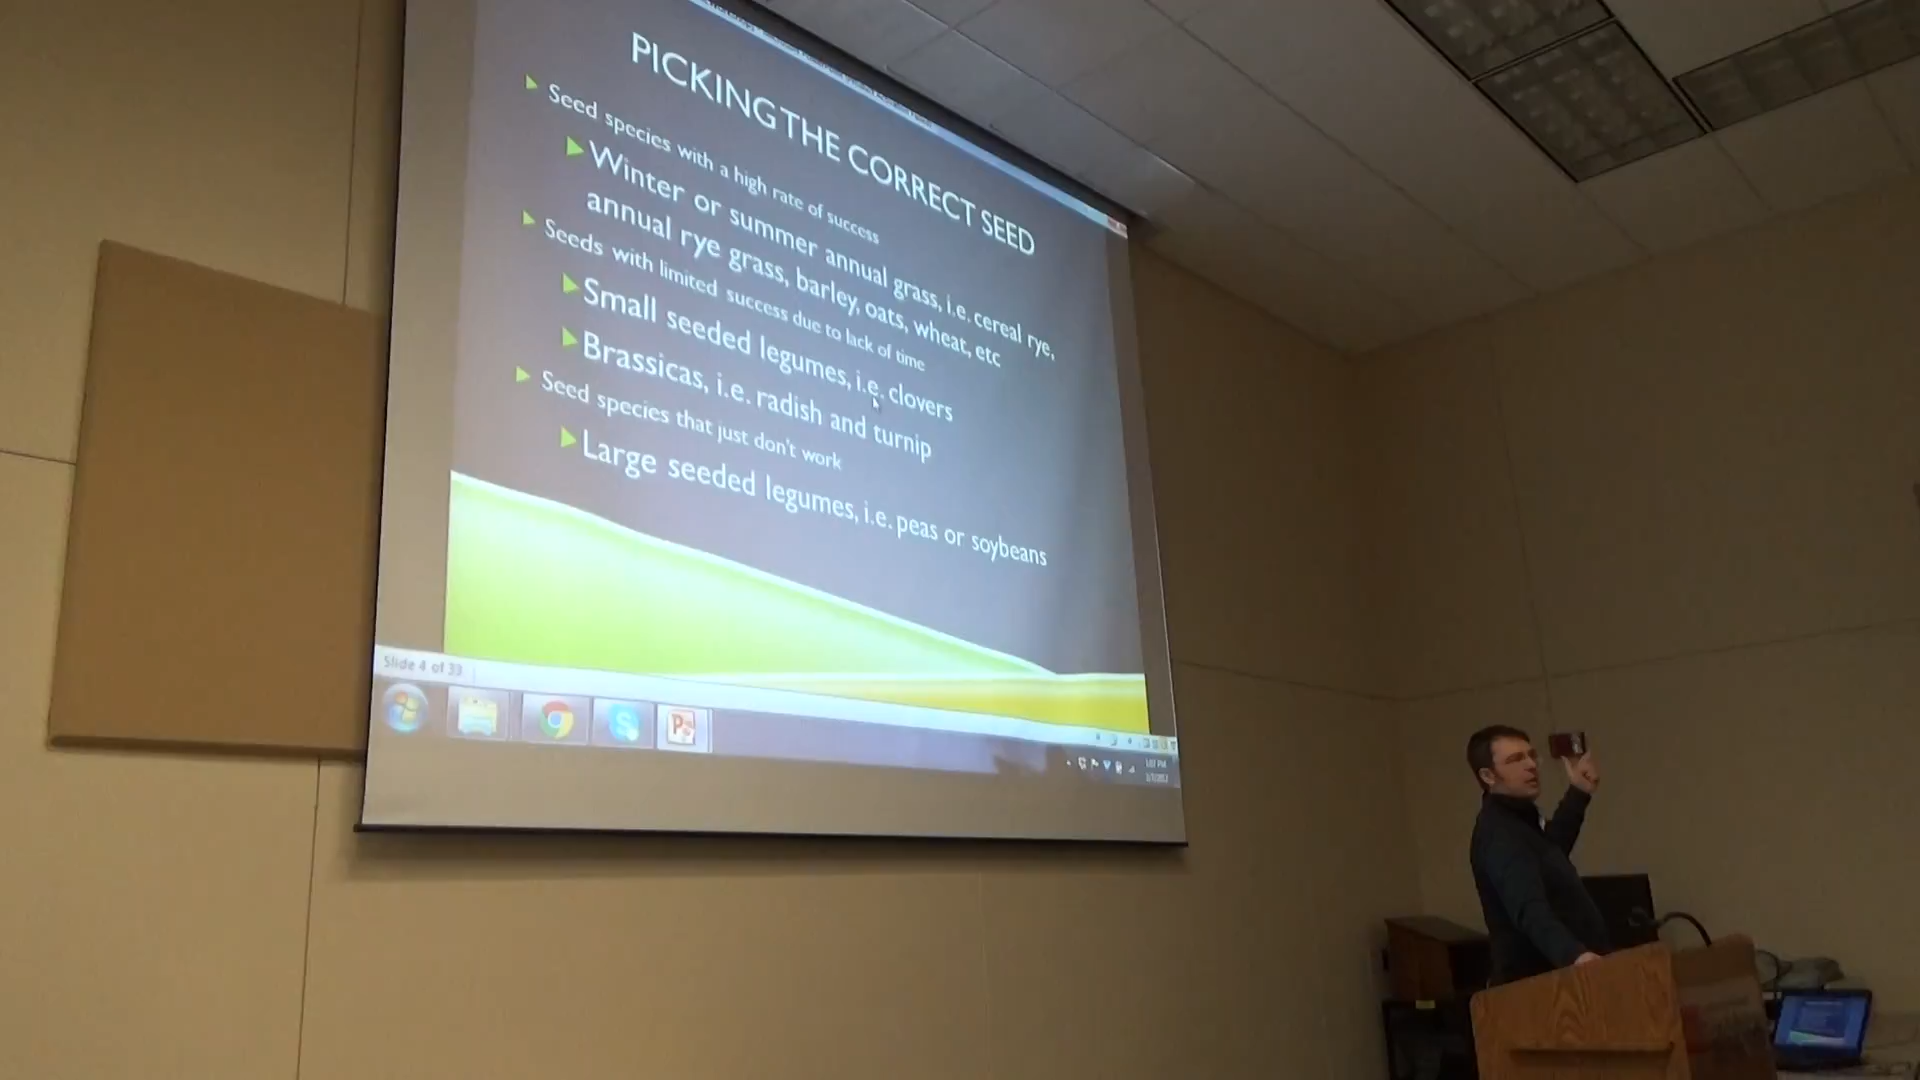 PICKING THE CORRECT SEED
Seed species with a high rate of success
Winter or summer annual grass, i.e. cereal rye,
annual rye grass, barley, oats, wheat, etc
Seeds with limited success due to lack of time
Small seeded legumes, i.e. clovers
Brassicas, i.e. radish and turnip
Seed species that just don't work
Large seeded legumes, i.e. peas or soybeans
Slide 4 of 33